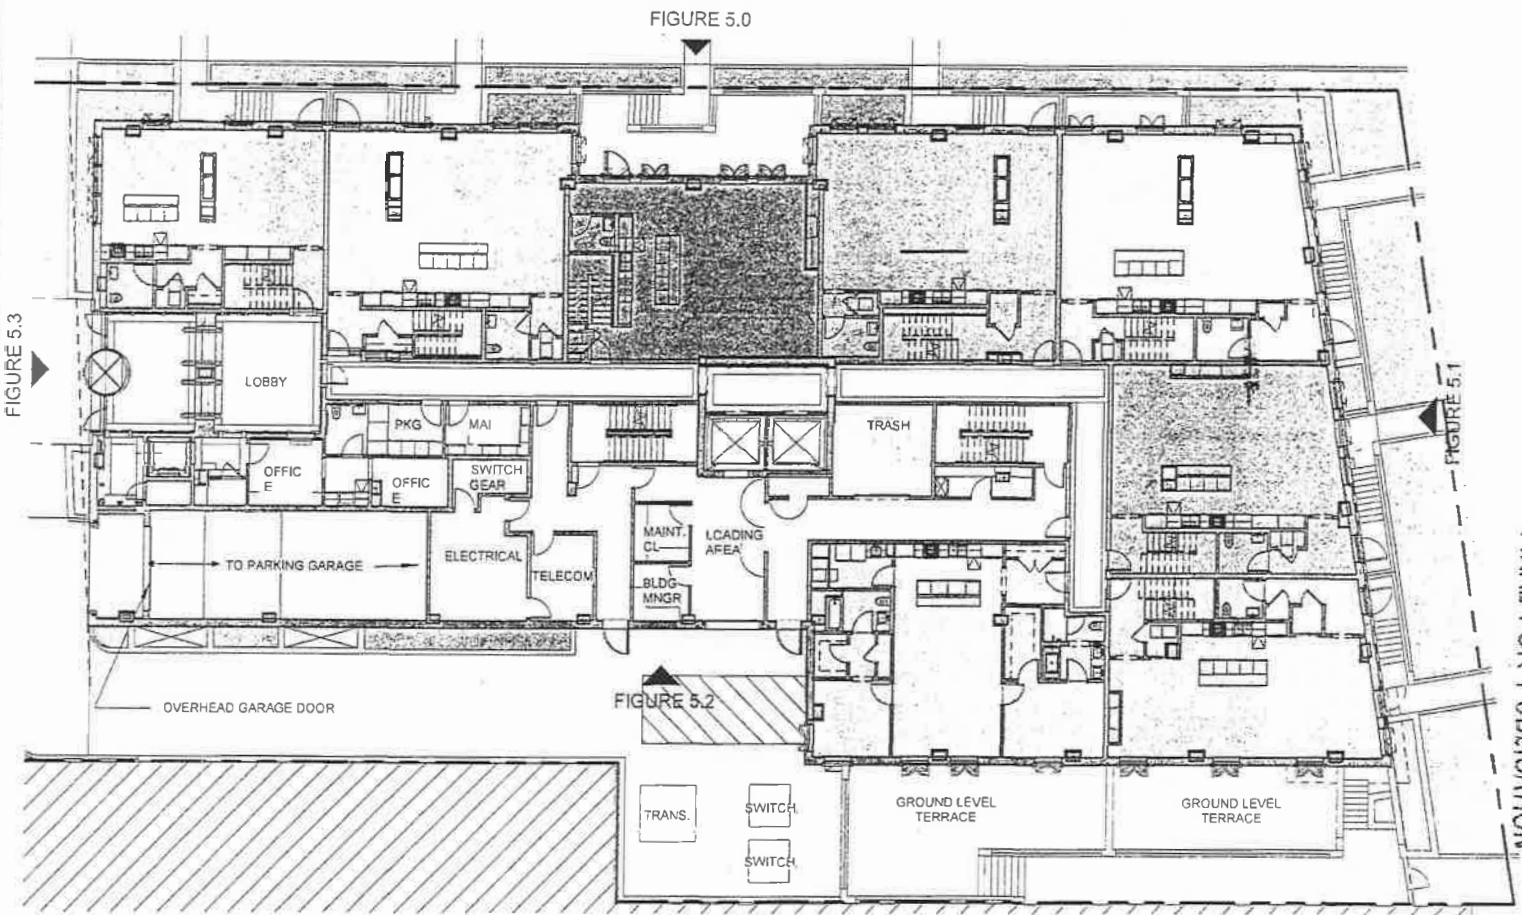 FIGURE 5.0
FIGURE 5.3
LOBBY
FIGURE 5.1
PKG
MAI
L
TRASH
OFFIC
E
OFFIC
E
SWITCH
GEAR
MAINT.
CL
LOADING
AREA
ELECTRICAL
TO PARKING GARAGE
TELECOM
BLDG
MNGR
FIGURE 5.2
OVERHEAD GARAGE DOOR
TRANS.
SWITCH.
SWITCH.
GROUND LEVEL
TERRACE
GROUND LEVEL
TERRACE